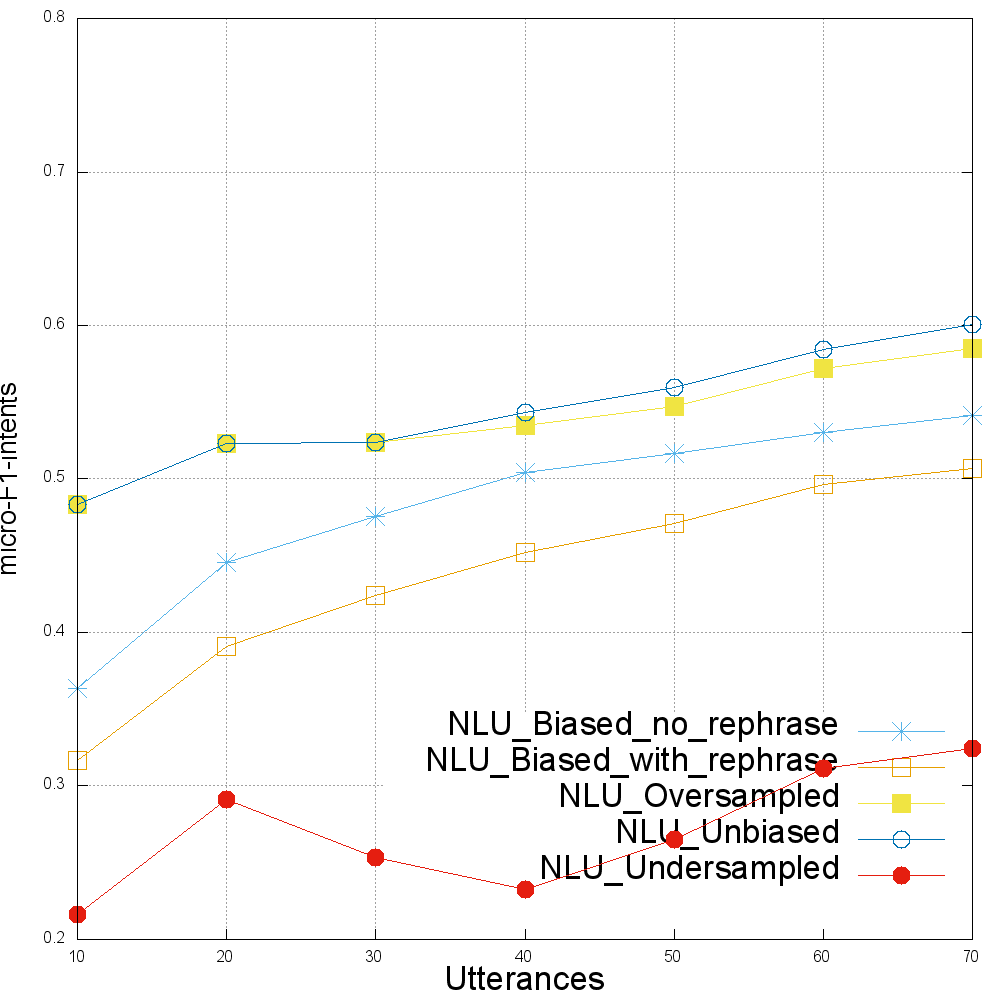 0.8
0.7
0.6
0.5
0.4
0.3
0.2
micro-F1-intents
NLU_Biased_no_rephrase
NLU_Biased_with_rephrase
NLU_Oversampled
NLU_Unbiased
NLU_Undersampled
10 20 30 40 50 60 70
Utterances